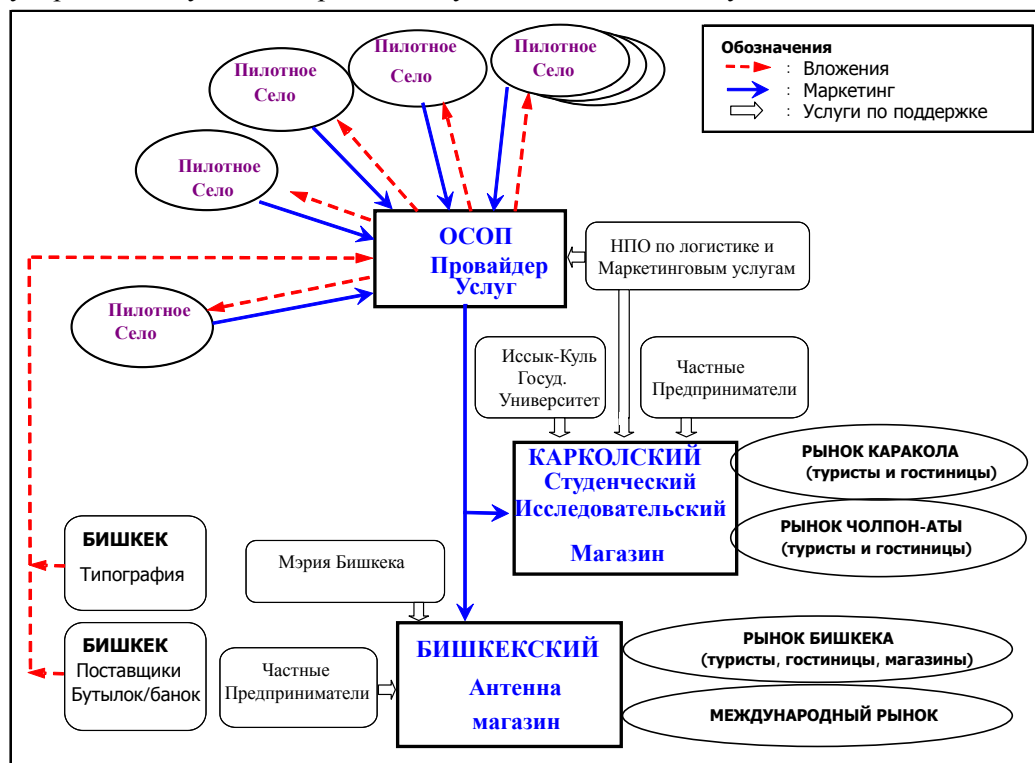 Пилотное
Село
Пилотное
Село
Пилотное
Село
Пилотное
Село
Пилотное
Село
Обозначения
: Вложения
: Маркетинг
: Услуги по поддержке
ОСОП
Провайдер
Услуг
НПО по логистике и
Маркетинговым услугам
Иссык-Куль
Госуд.
Университет
Частные
Предприниматели
КАРКОЛСКИЙ
Студенческий
Исследовательский
Магазин
РЫНОК КАРАКОЛА
(туристы и гостиницы)
РЫНОК ЧОЛПОН-АТЫ
(туристы и гостиницы)
БИШКЕК
Типография
БИШКЕК
Поставщики
Бутылок/банок
Мэрия Бишкека
Частные
Предприниматели
БИШКЕКСКИЙ
Антенна
магазин
РЫНОК БИШКЕКА
(туристы, гостиницы, магазины)
МЕЖДУНАРОДНЫЙ РЫНОК